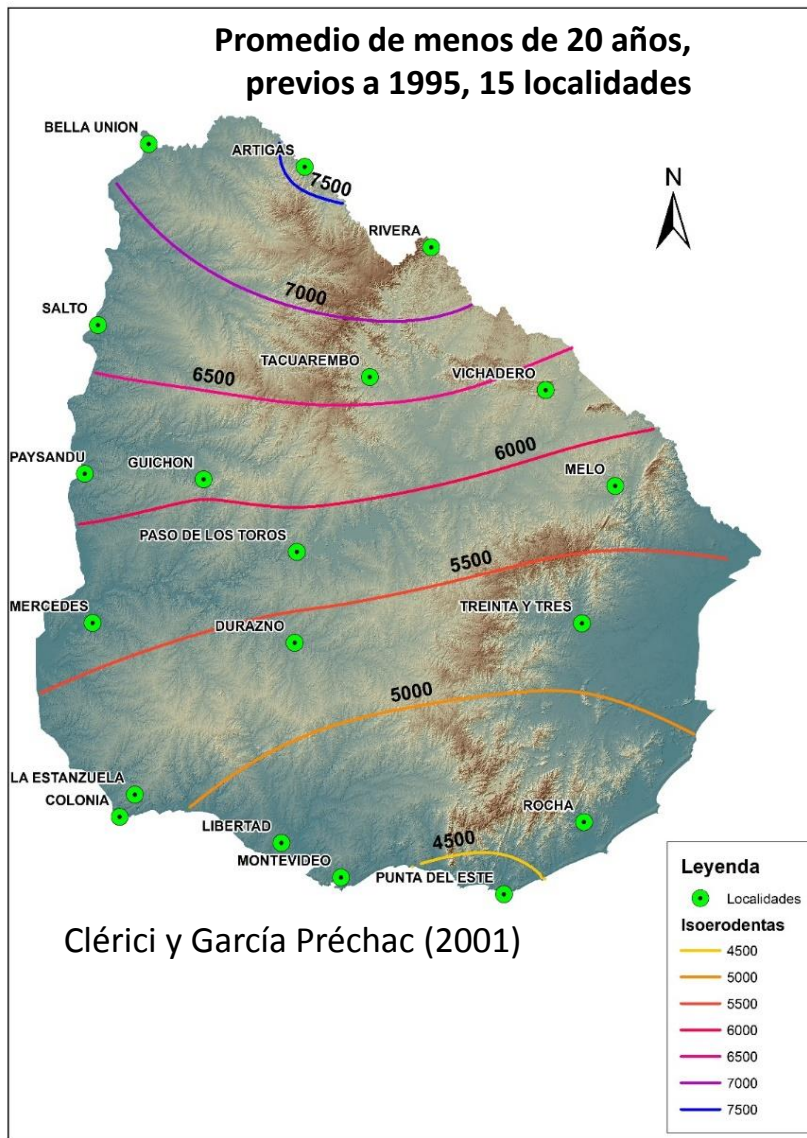 Promedio de menos de 20 años,
previos a 1995, 15 localidades
BELLA UNION
ARTIGAS
7500
N
RIVERA
7000
SALTO
TACUAREMBO
6500
VICHADERO
6000
PAYSANDU
GUICHON
MELO
PASO DE LOS TOROS
5500
MERCEDES
TREINTA Y TRES
DURAZNO
5000
LA ESTANZUELA
COLONIA
ROCHA
LIBERTAD
4500
MONTEVIDEO
PUNTA DEL ESTE
Clérici y García Préchac (2001)
Leyenda
Localidades
Isoerodentas
4500
5000
5500
6000
6500
7000
7500